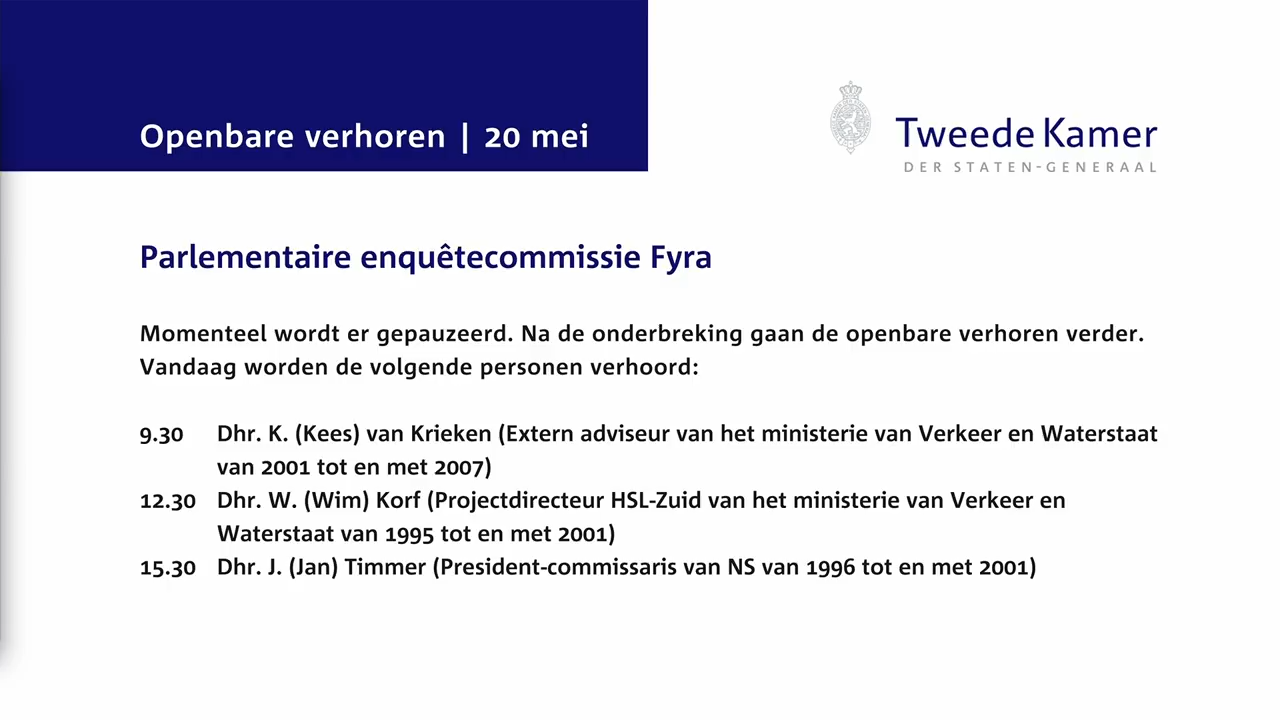 Openbare verhoren | 20 mei
Tweede Kamer
DER STATEN-GENERAAL
Parlementaire enquêtecommissie Fyra
Momenteel wordt er gepauzeerd. Na de onderbreking gaan de openbare verhoren verder.
Vandaag worden de volgende personen verhoord:
9.30 Dhr. K. (Kees) van Krieken (Extern adviseur van het ministerie van Verkeer en Waterstaat
van 2001 tot en met 2007)
12.30 Dhr. W. (Wim) Korf (Projectdirecteur HSL-Zuid van het ministerie van Verkeer en
Waterstaat van 1995 tot en met 2001)
15.30 Dhr. J. (Jan) Timmer (President-commissaris van NS van 1996 tot en met 2001)